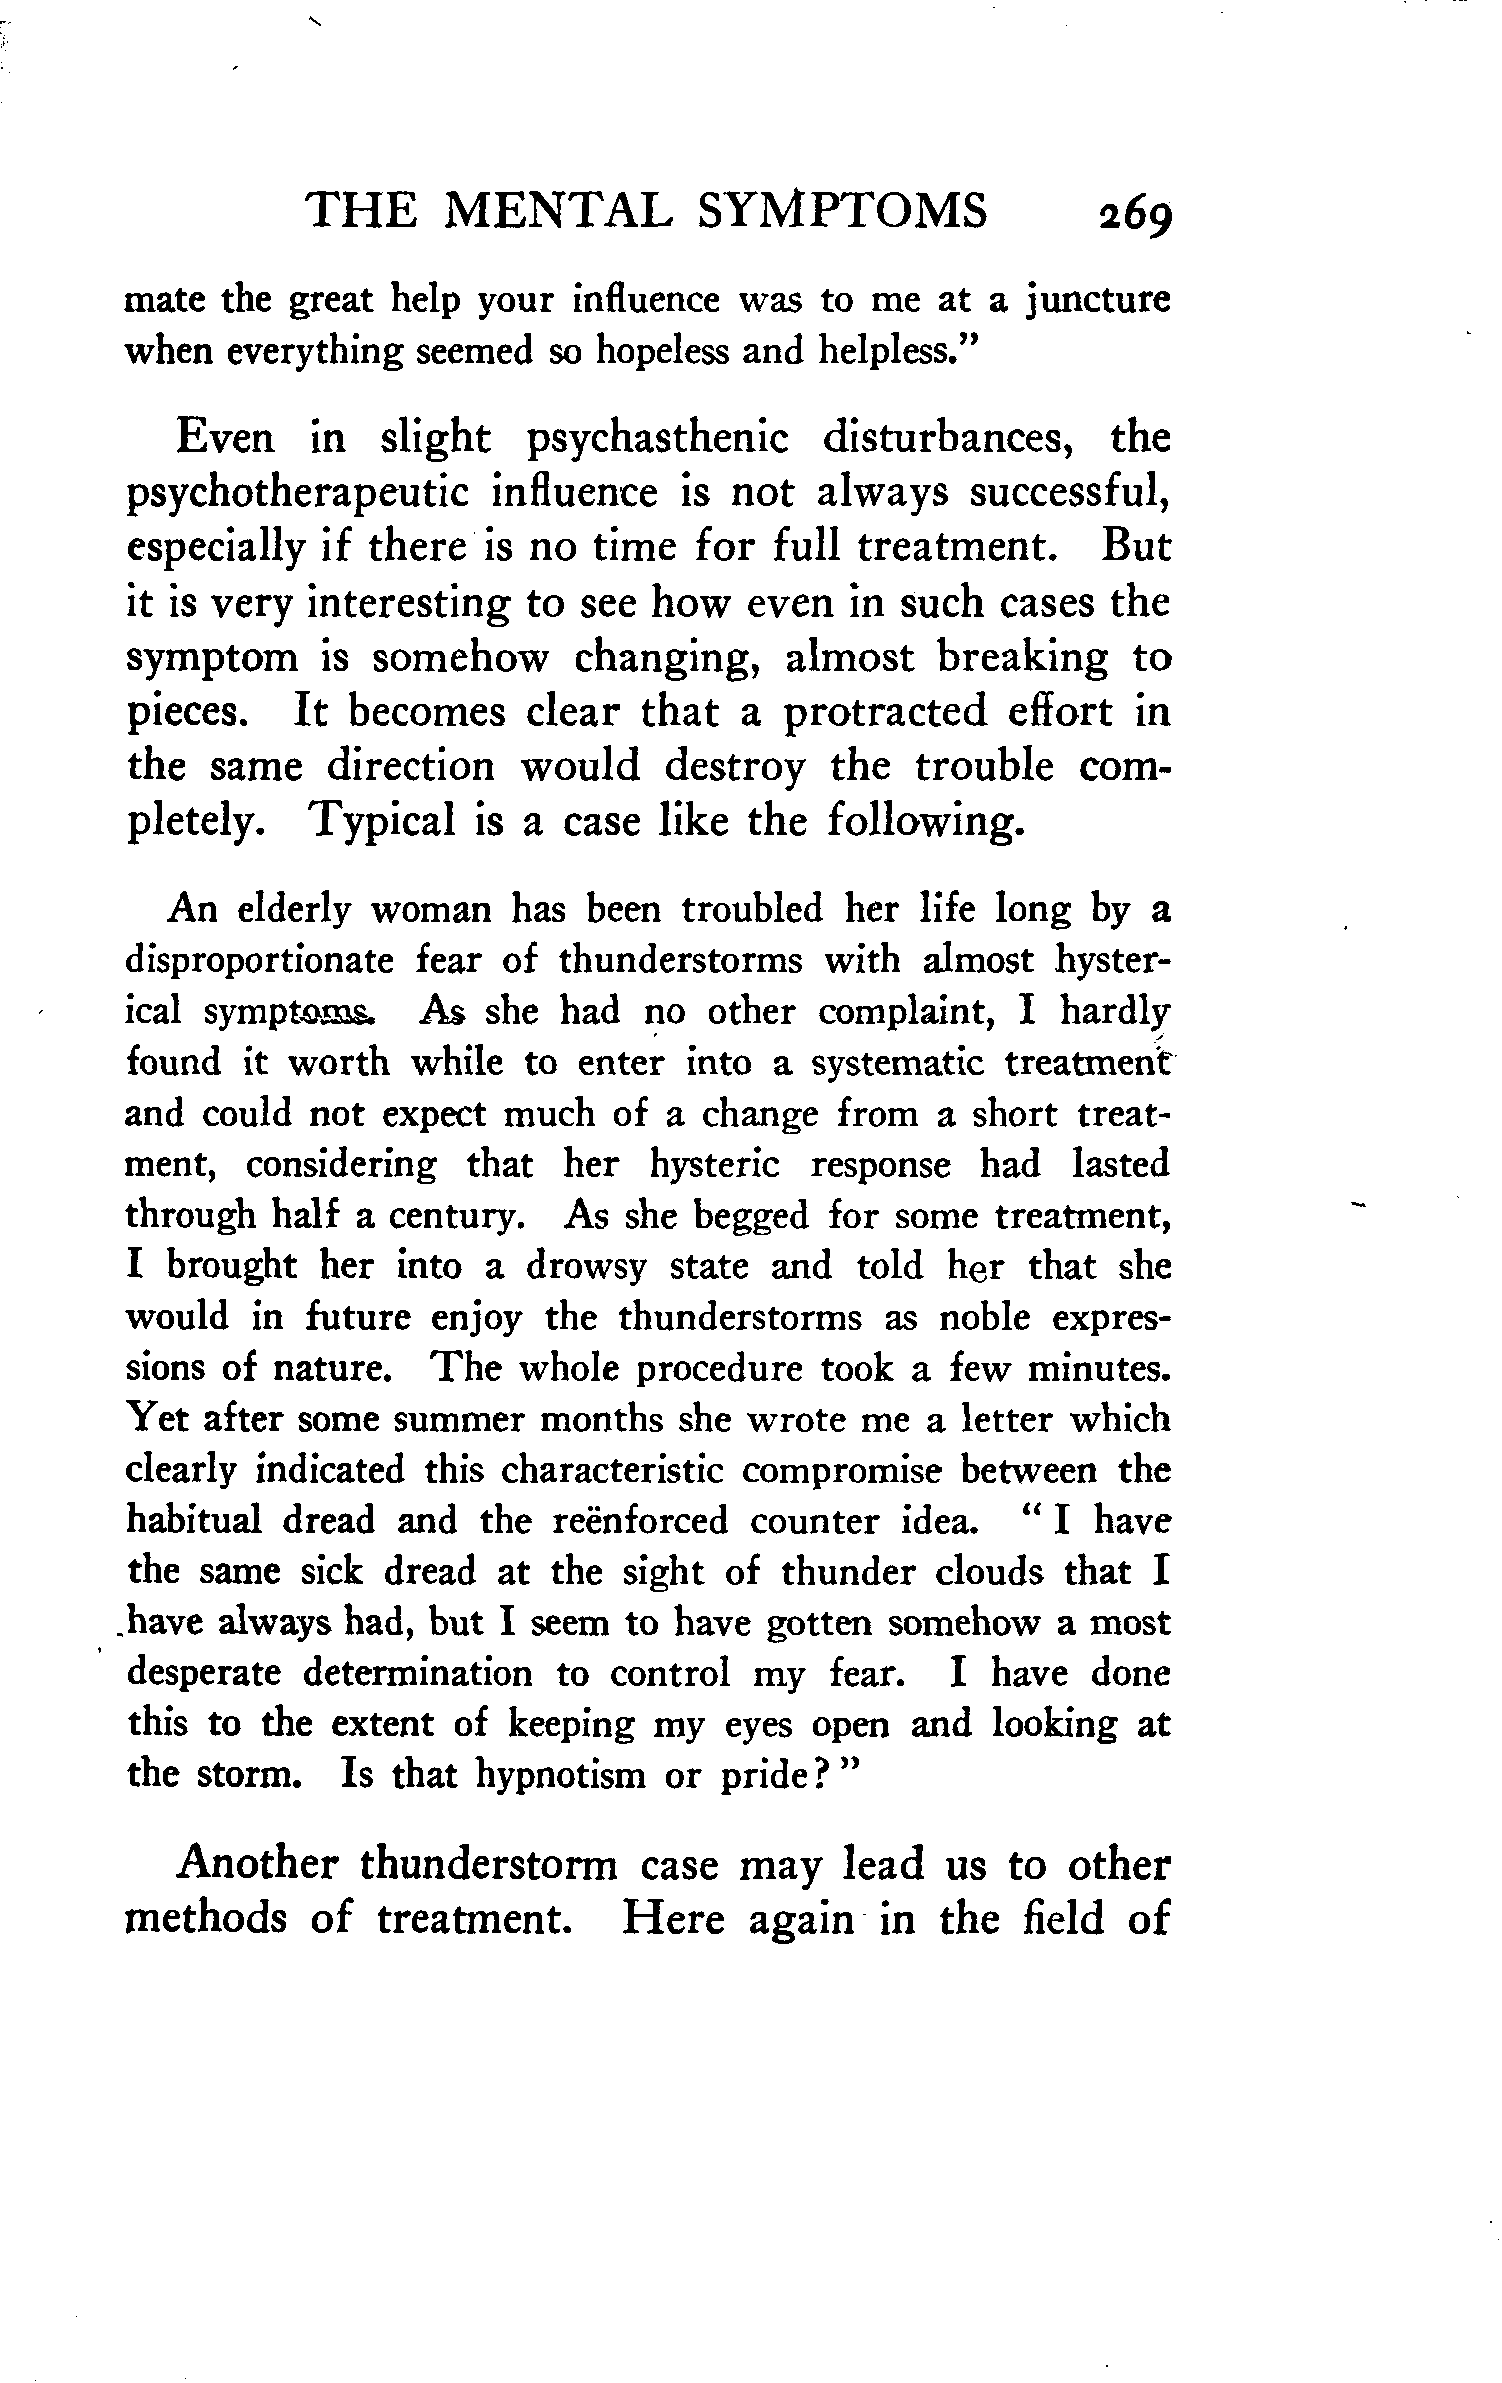 THE MENTAL SYMPTOMS 269
mate the great help your influence was to me at a juncture
when everything seemed so hopeless and helpless."
Even in slight psychasthenic disturbances, the
psychotherapeutic influence is not always successful,
especially if there is no time for full treatment. But
it is very interesting to see how even in such cases the
symptom is somehow changing, almost breaking to
pieces. It becomes clear that a protracted effort in
the same direction would destroy the trouble com-
pletely. Typical is a case like the following.
An elderly woman has been troubled her life long by a
disproportionate fear of thunderstorms with almost hyster-
ical symptoms. As she had no other complaint, I hardly
found it worth while to enter into a systematic treatment
and could not expect much of a change from a short treat-
ment, considering that her hysteric response had lasted
through half a century. As she begged for some treatment,
I brought her into a drowsy state and told her that she
would in future enjoy the thunderstorms as noble expres-
sions of nature. The whole procedure took a few minutes.
Yet after some summer months she wrote me a letter which
clearly indicated this characteristic compromise between the
habitual dread and the reënforced counter idea. "I have
the same sick dread at the sight of thunder clouds that I
have always had, but I seem to have gotten somehow a most
desperate determination to control my fear. I have done
this to the extent of keeping my eyes open and looking at
the storm. Is that hypnotism or pride?"
Another thunderstorm case may lead us to other
methods of treatment. Here again in the field of